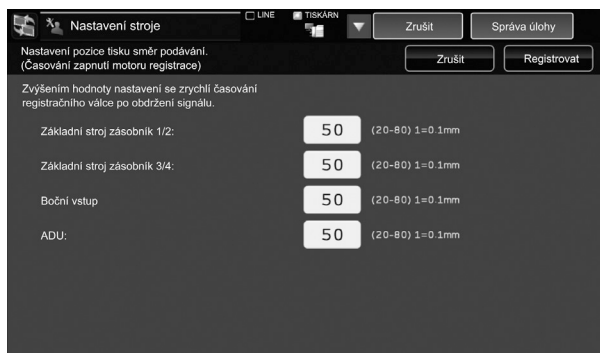 Nastavení stroje
LINE
TISKÁRN
Zrušit
Správa úlohy
Nastavení pozice tisku směr podávání.
(Časování zapnutí motoru registrace)
Zrušit
Registrovat
Zvýšením hodnoty nastavení se zrychlí časování
registračního válce po obdržení signálu.
Základní stroj zásobník 1/2: 50 (20-80) 1=0.1mm
Základní stroj zásobník 3/4: 50 (20-80) 1=0.1mm
Boční vstup 50 (20-80) 1=0.1mm
ADU: 50 (20-80) 1=0.1mm